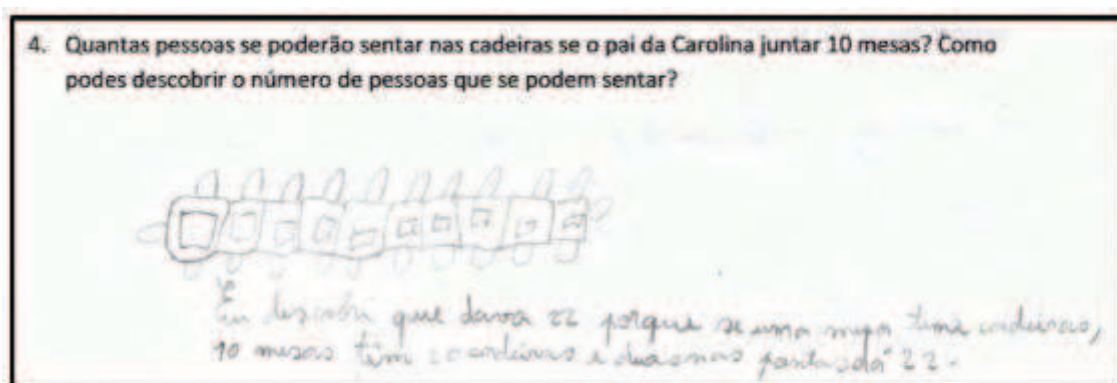 4. Quantas pessoas se poderão sentar nas cadeiras se o pai da Carolina juntar 10 mesas? Como
podes descobrir o número de pessoas que se podem sentar?
Eu descobri que dava 22 porque se uma mesa cadeiras,
10 mesas têm 20 cadeiras e duas nas pontas dá 22.